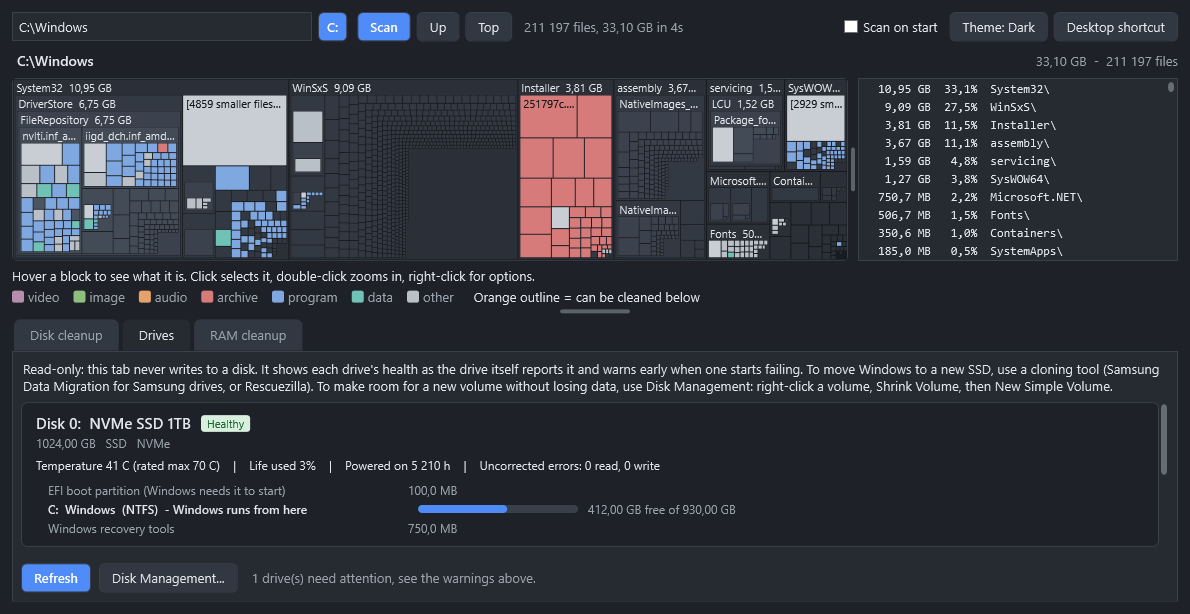 C:\Windows C: Scan Up Top 211 197 files, 33,10 GB in 4s Scan on start Theme: Dark Desktop shortcut
C:\Windows 33,10 GB - 211 197 files
System32 10,95 GB
DriverStore 6,75 GB
FileRepository 6,75 GB
nvlti.inf_a...
iigd_dch.inf_amd...
[4859 smaller files...
WinSxS 9,09 GB
Installer 3,81 GB
251797c....
assembly 3,67...
NativeImages_...
NativeIma...
servicing 1,5...
LCU 1,52 GB
Package_fo...
SysWOW...
[2929 sm...
Microsoft....
Contai...
Fonts 50...
10,95 GB 33,1% System32\
9,09 GB 27,5% WinSxS\
3,81 GB 11,5% Installer\
3,67 GB 11,1% assembly\
1,59 GB 4,8% servicing\
1,27 GB 3,8% SysWOW64\
750,7 MB 2,2% Microsoft.NET\
506,7 MB 1,5% Fonts\
350,6 MB 1,0% Containers\
185,0 MB 0,5% SystemApps\
Hover a block to see what it is. Click selects it, double-click zooms in, right-click for options.
video image audio archive program data other Orange outline = can be cleaned below
Disk cleanup Drives RAM cleanup
Read-only: this tab never writes to a disk. It shows each drive's health as the drive itself reports it and warns early when one starts failing. To move Windows to a new SSD, use a cloning tool (Samsung
Data Migration for Samsung drives, or Rescuezilla). To make room for a new volume without losing data, use Disk Management: right-click a volume, Shrink Volume, then New Simple Volume.
Disk 0: NVMe SSD 1TB Healthy
1024,00 GB SSD NVMe
Temperature 41 C (rated max 70 C) | Life used 3% | Powered on 5 210 h | Uncorrected errors: 0 read, 0 write
EFI boot partition (Windows needs it to start) 100,0 MB
C: Windows (NTFS) - Windows runs from here 412,00 GB free of 930,00 GB
Windows recovery tools 750,0 MB
Refresh Disk Management... 1 drive(s) need attention, see the warnings above.